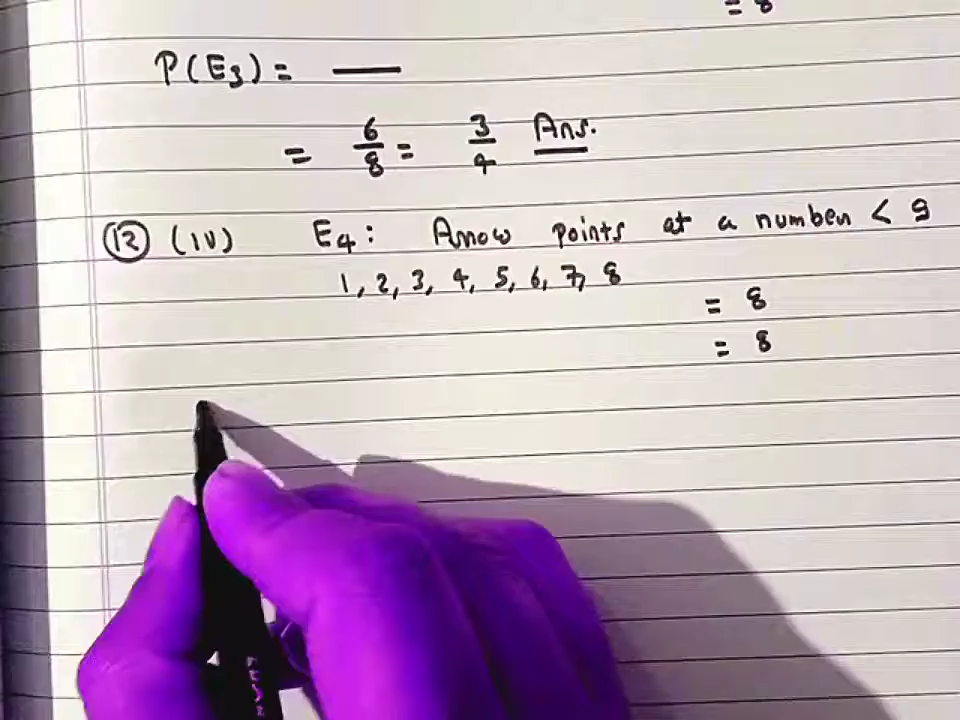 = 8
P(E3) = —
= 6/8 = 3/4 Ans.
(12) (IV) E4: Arrow points at a number < 9
1, 2, 3, 4, 5, 6, 7, 8
= 8
= 8